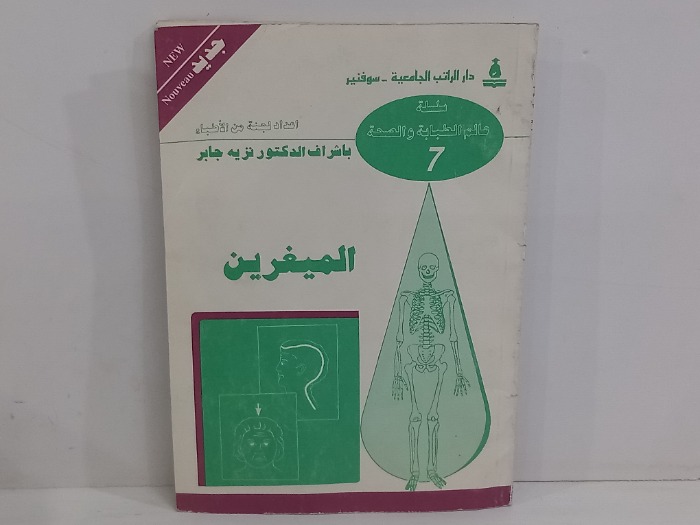 NEW
Nouveau
جديد
دار الراتب الجامعية - سوفنير
سلسلة
عالم الطبابة والصحة
7
اعداد لجنة من الأطباء
باشراف الدكتور نزيه جابر
الميغرين